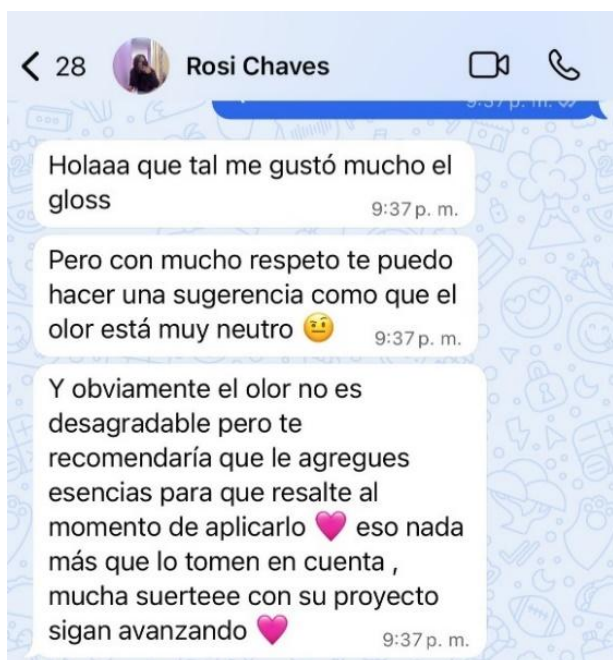 28 Rosi Chaves
9:37 p. m.
Holaaa que tal me gustó mucho el
gloss
9:37 p. m.
Pero con mucho respeto te puedo
hacer una sugerencia como que el
olor está muy neutro 🤨
9:37 p. m.
Y obviamente el olor no es
desagradable pero te
recomendaría que le agregues
esencias para que resalte al
momento de aplicarlo 🩷 eso nada
más que lo tomen en cuenta ,
mucha suerteee con su proyecto
sigan avanzando 🩷
9:37 p. m.